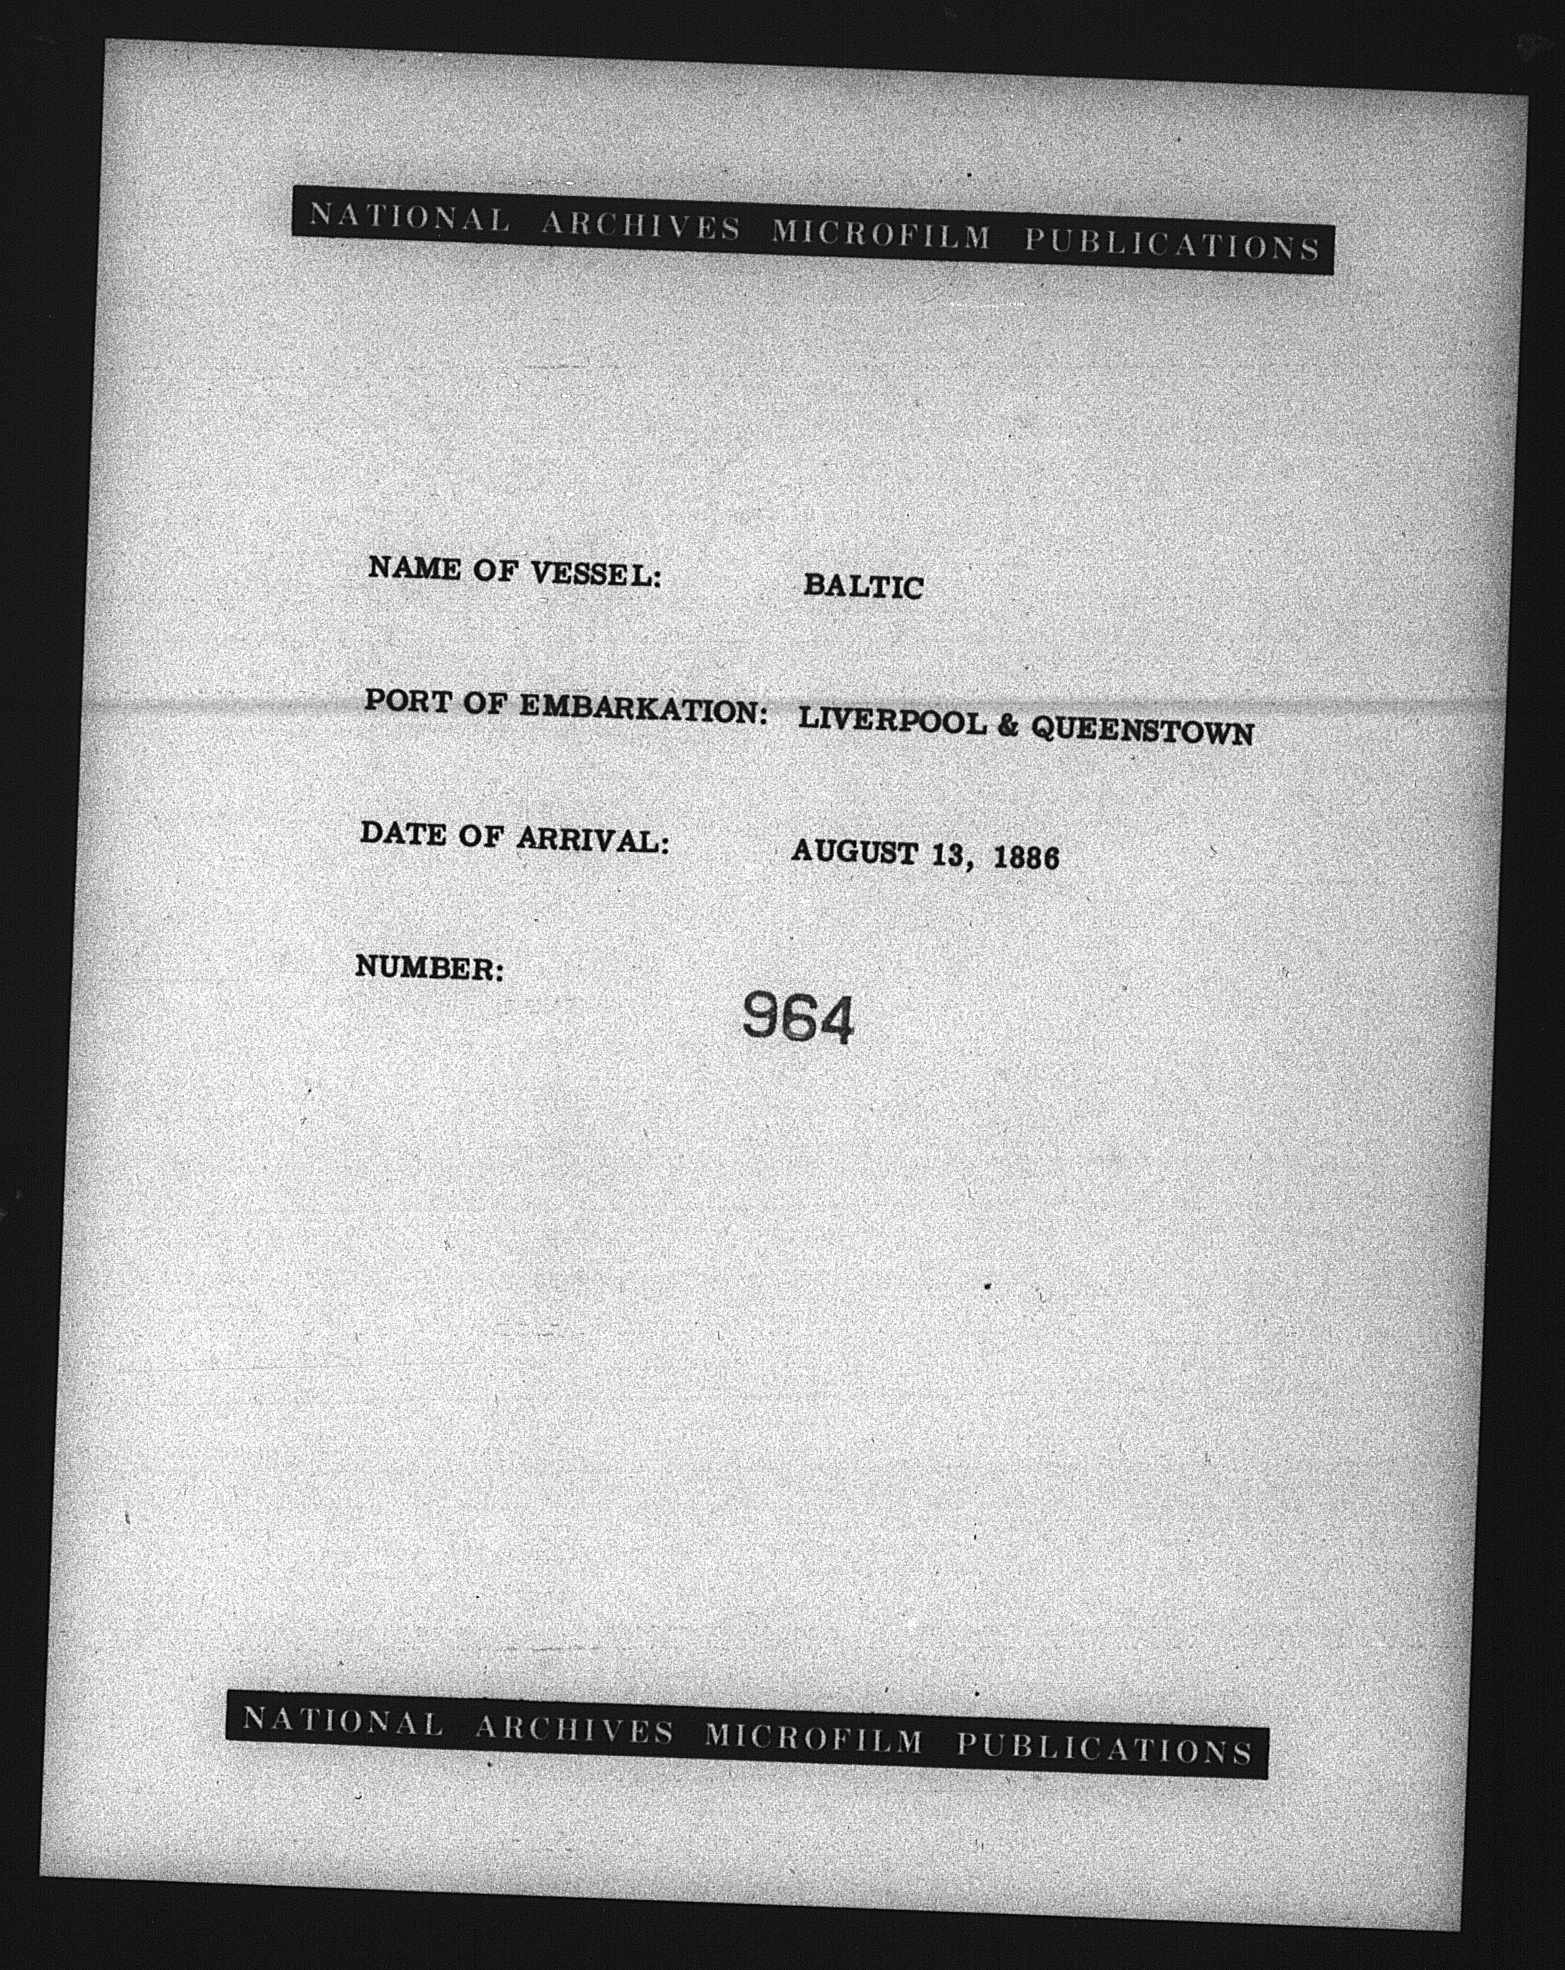 NATIONAL ARCHIVES MICROFILM PUBLICATIONS
NAME OF VESSEL: BALTIC
PORT OF EMBARKATION: LIVERPOOL & QUEENSTOWN
DATE OF ARRIVAL: AUGUST 13, 1886
NUMBER:
964
NATIONAL ARCHIVES MICROFILM PUBLICATIONS